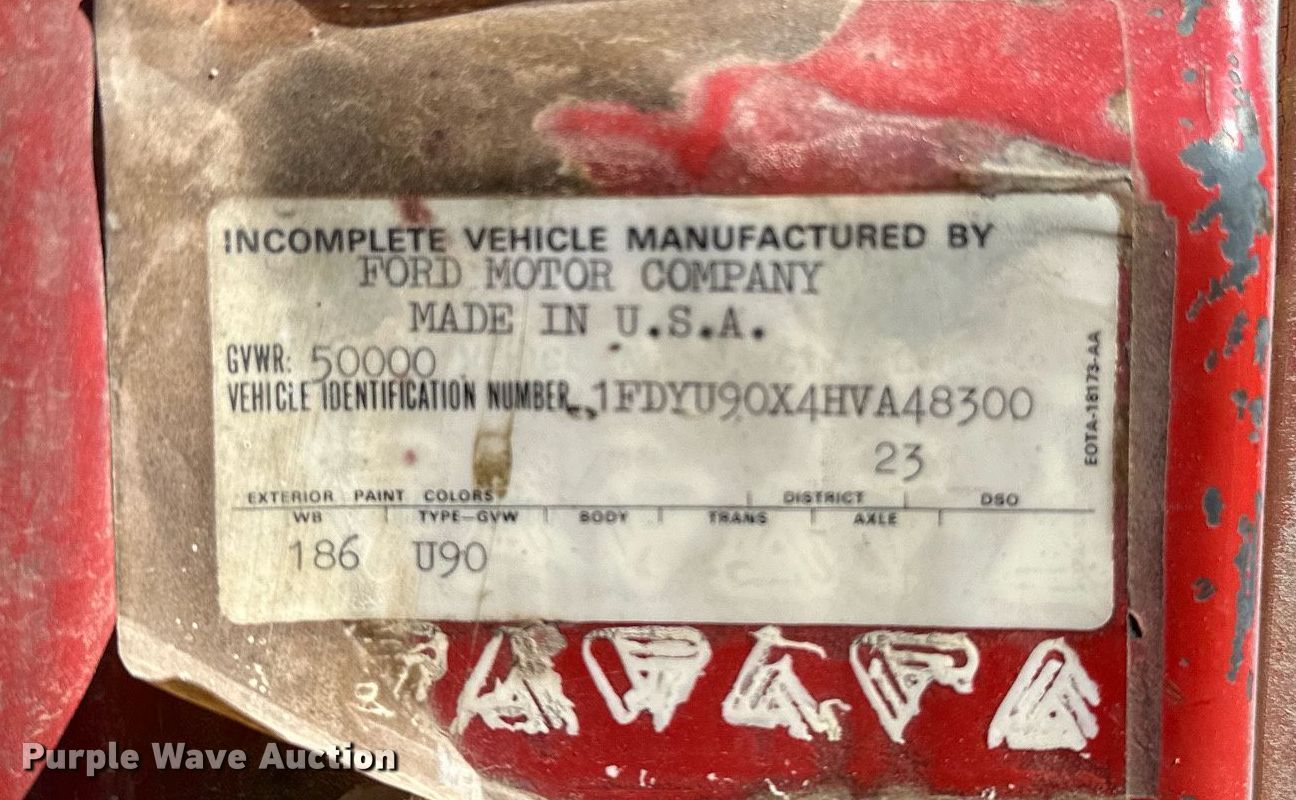 INCOMPLETE VEHICLE MANUFACTURED BY
FORD MOTOR COMPANY
MADE IN U.S.A.
GVWR: 50000
VEHICLE IDENTIFICATION NUMBER 1FDYU90X4HVA48300
23
EXTERIOR PAINT COLORS DISTRICT DSO
WB TYPE-GVW BODY TRANS AXLE
186 U90
EOTA-18173-AA
Purple Wave Auction